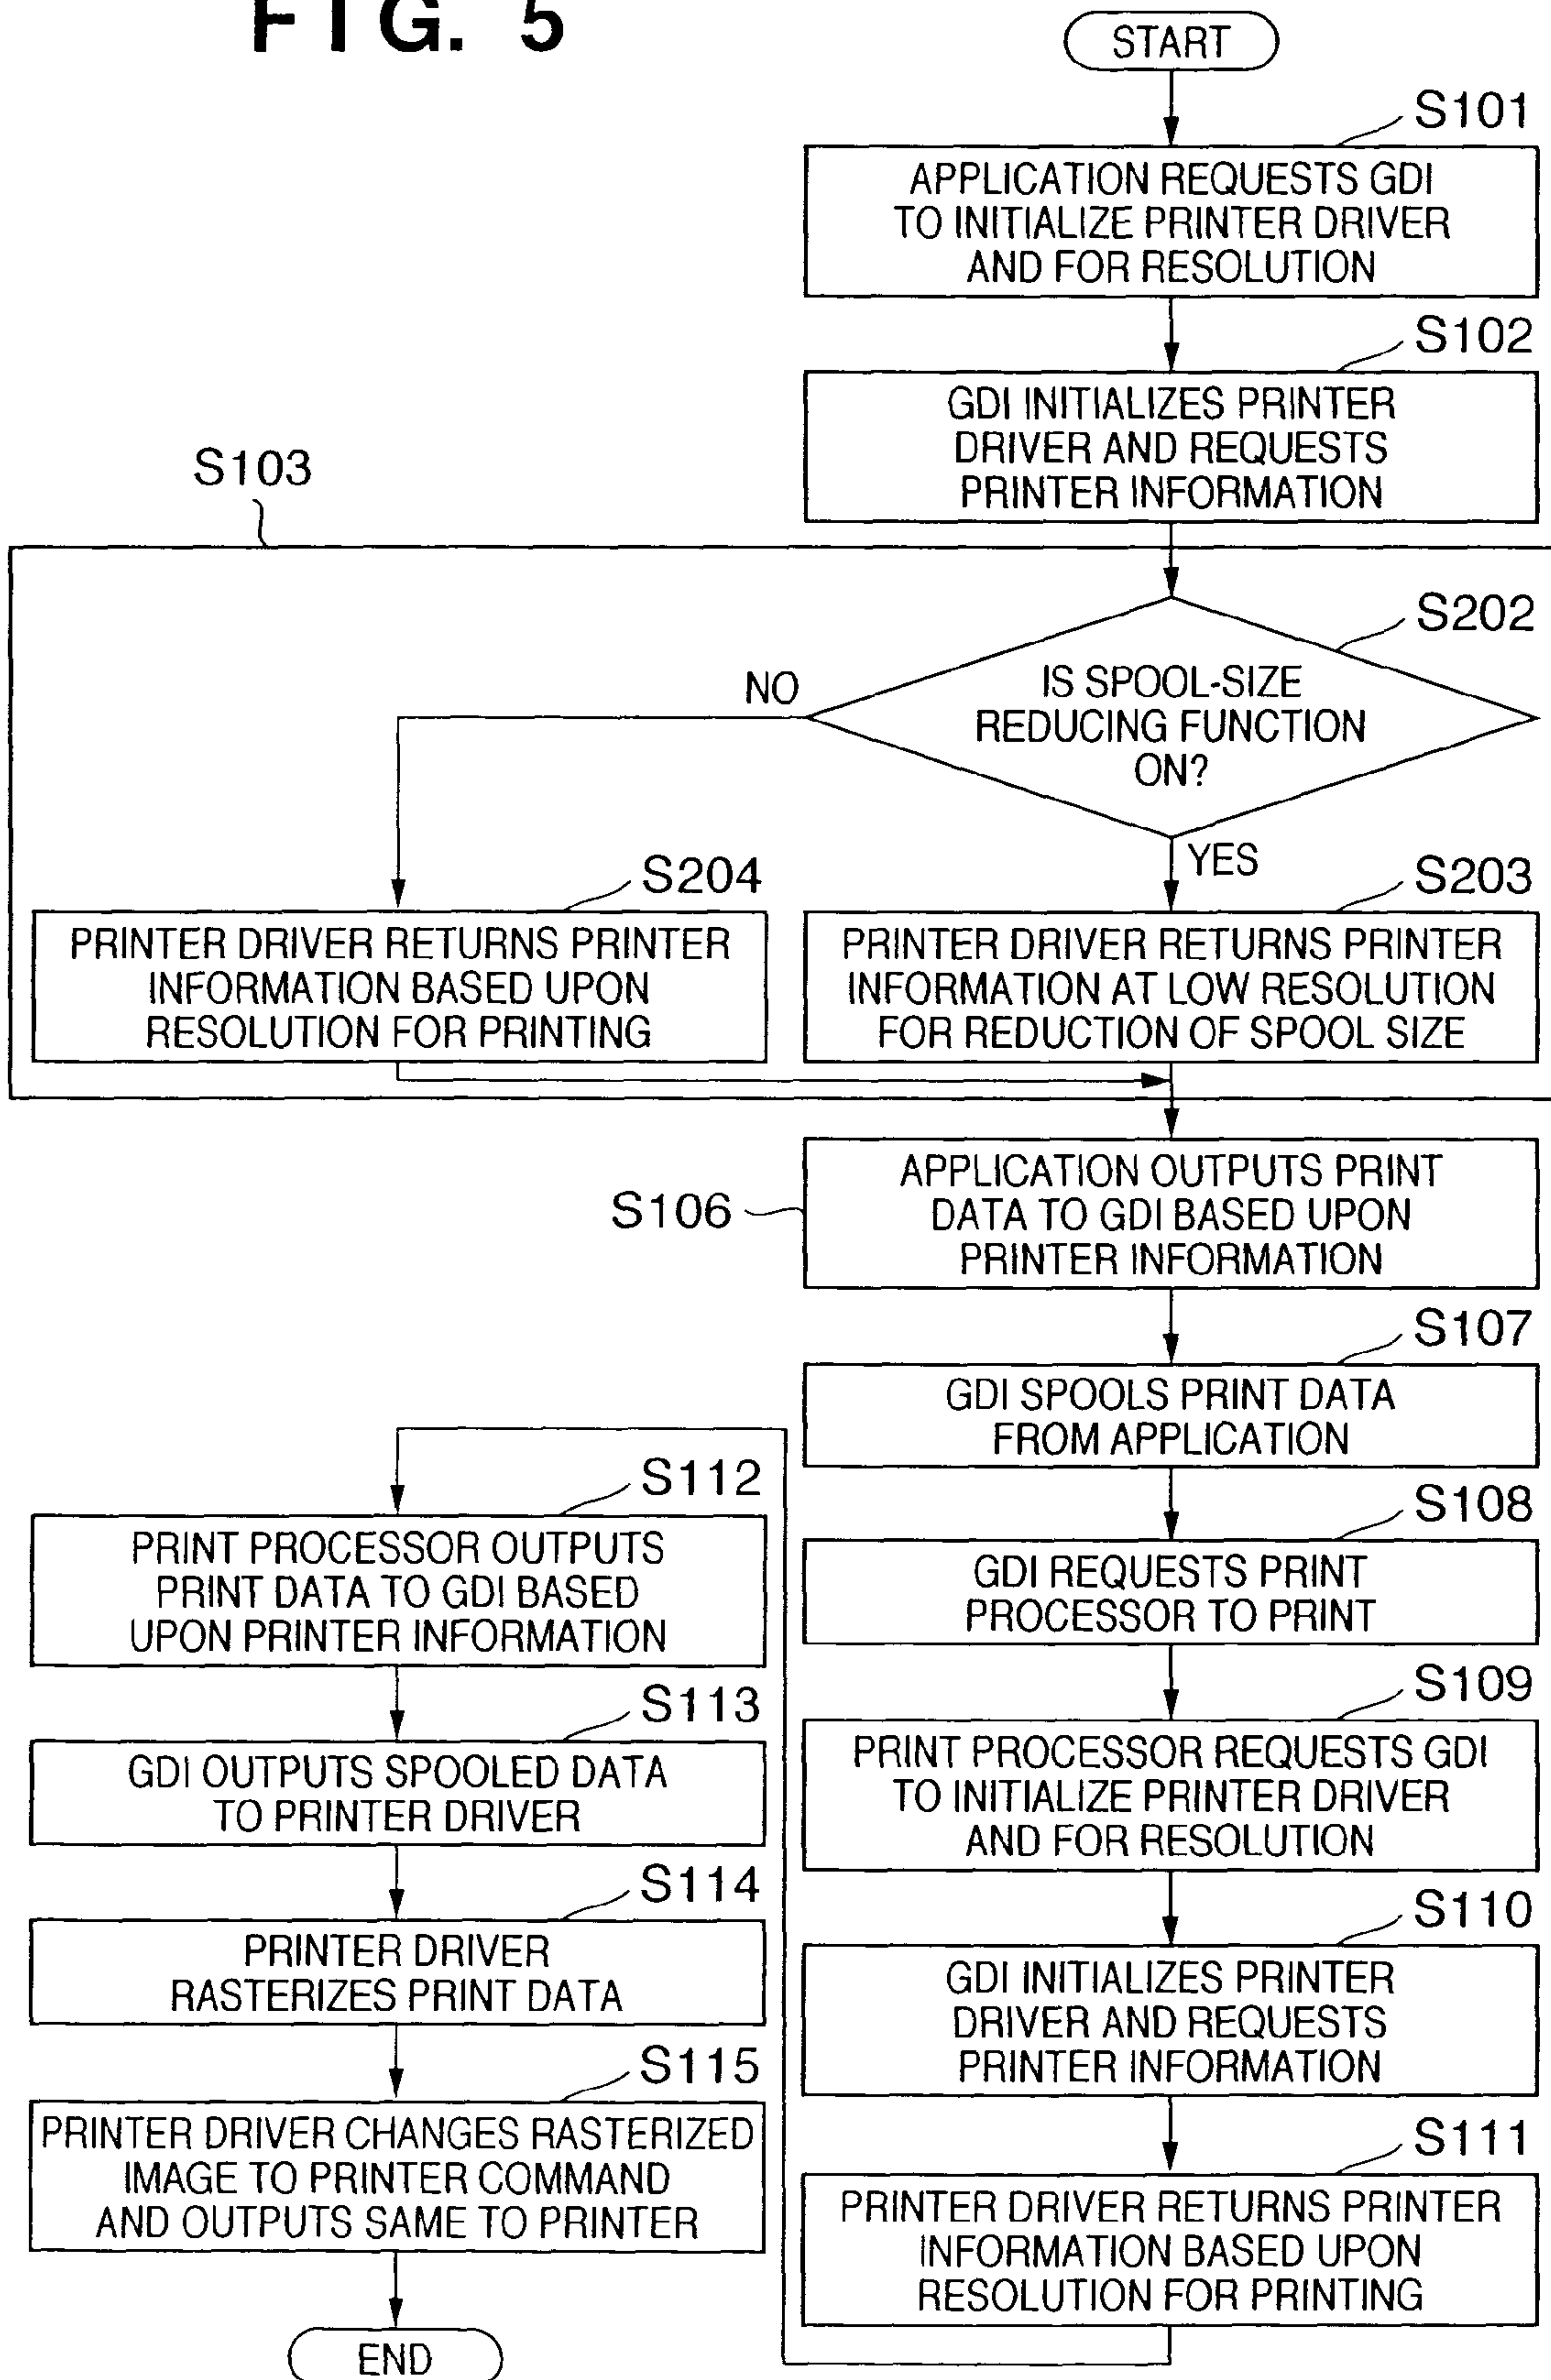 FIG. 5
START
S101
APPLICATION REQUESTS GDI
TO INITIALIZE PRINTER DRIVER
AND FOR RESOLUTION
S102
GDI INITIALIZES PRINTER
DRIVER AND REQUESTS
PRINTER INFORMATION
S103
S202
IS SPOOL-SIZE
REDUCING FUNCTION
ON?
NO
YES
S204
PRINTER DRIVER RETURNS PRINTER
INFORMATION BASED UPON
RESOLUTION FOR PRINTING
S203
PRINTER DRIVER RETURNS PRINTER
INFORMATION AT LOW RESOLUTION
FOR REDUCTION OF SPOOL SIZE
S106
APPLICATION OUTPUTS PRINT
DATA TO GDI BASED UPON
PRINTER INFORMATION
S107
GDI SPOOLS PRINT DATA
FROM APPLICATION
S108
GDI REQUESTS PRINT
PROCESSOR TO PRINT
S109
PRINT PROCESSOR REQUESTS GDI
TO INITIALIZE PRINTER DRIVER
AND FOR RESOLUTION
S110
GDI INITIALIZES PRINTER
DRIVER AND REQUESTS
PRINTER INFORMATION
S111
PRINTER DRIVER RETURNS PRINTER
INFORMATION BASED UPON
RESOLUTION FOR PRINTING
S112
PRINT PROCESSOR OUTPUTS
PRINT DATA TO GDI BASED
UPON PRINTER INFORMATION
S113
GDI OUTPUTS SPOOLED DATA
TO PRINTER DRIVER
S114
PRINTER DRIVER
RASTERIZES PRINT DATA
S115
PRINTER DRIVER CHANGES RASTERIZED
IMAGE TO PRINTER COMMAND
AND OUTPUTS SAME TO PRINTER
END